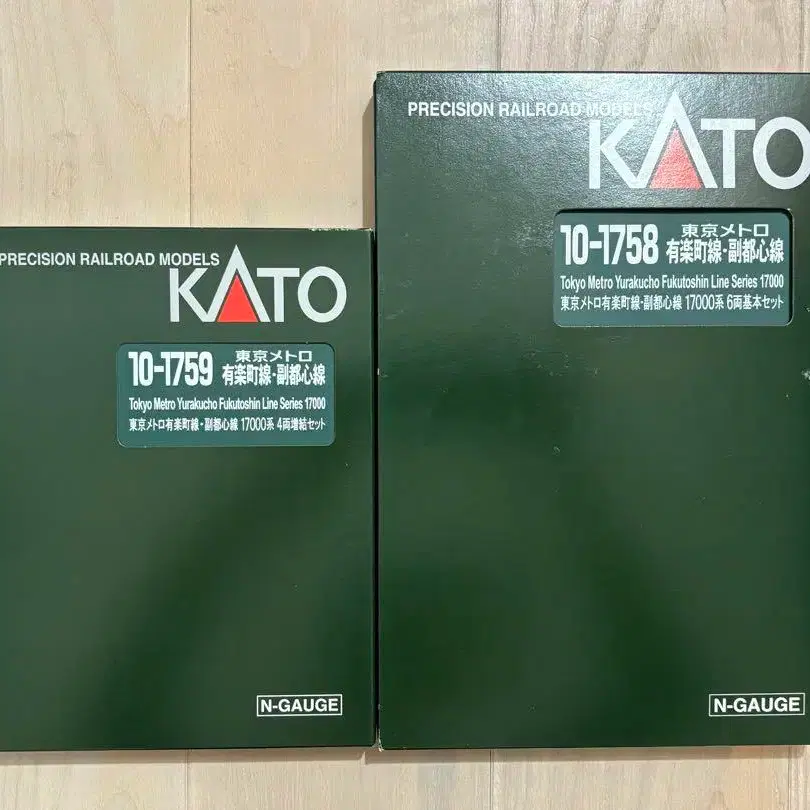 PRECISION RAILROAD MODELS
KATO
10-1759
東京メトロ
有楽町線・副都心線
Tokyo Metro Yurakucho Fukutoshin Line Series 17000
東京メトロ有楽町線・副都心線 17000系 4両増結セット
N-GAUGE
PRECISION RAILROAD MODELS
KATO
10-1758
東京メトロ
有楽町線・副都心線
Tokyo Metro Yurakucho Fukutoshin Line Series 17000
東京メトロ有楽町線・副都心線 17000系 6両基本セット
N-GAUGE